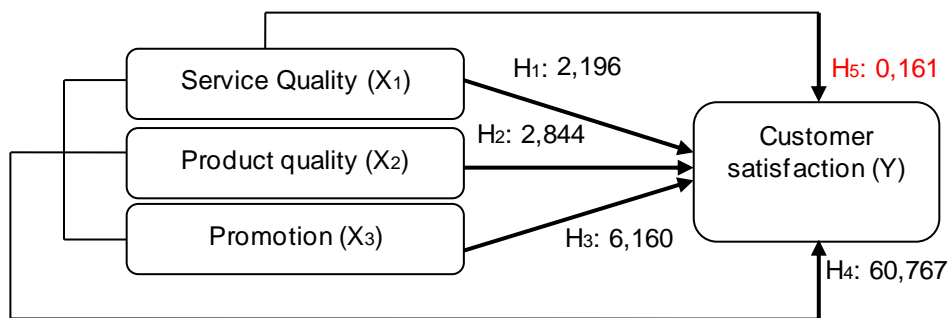 Service Quality (X1)
H1: 2,196
H5: 0,161
H2: 2,844
Customer
satisfaction (Y)
Product quality (X2)
Promotion (X3)
H3: 6,160
H4: 60,767